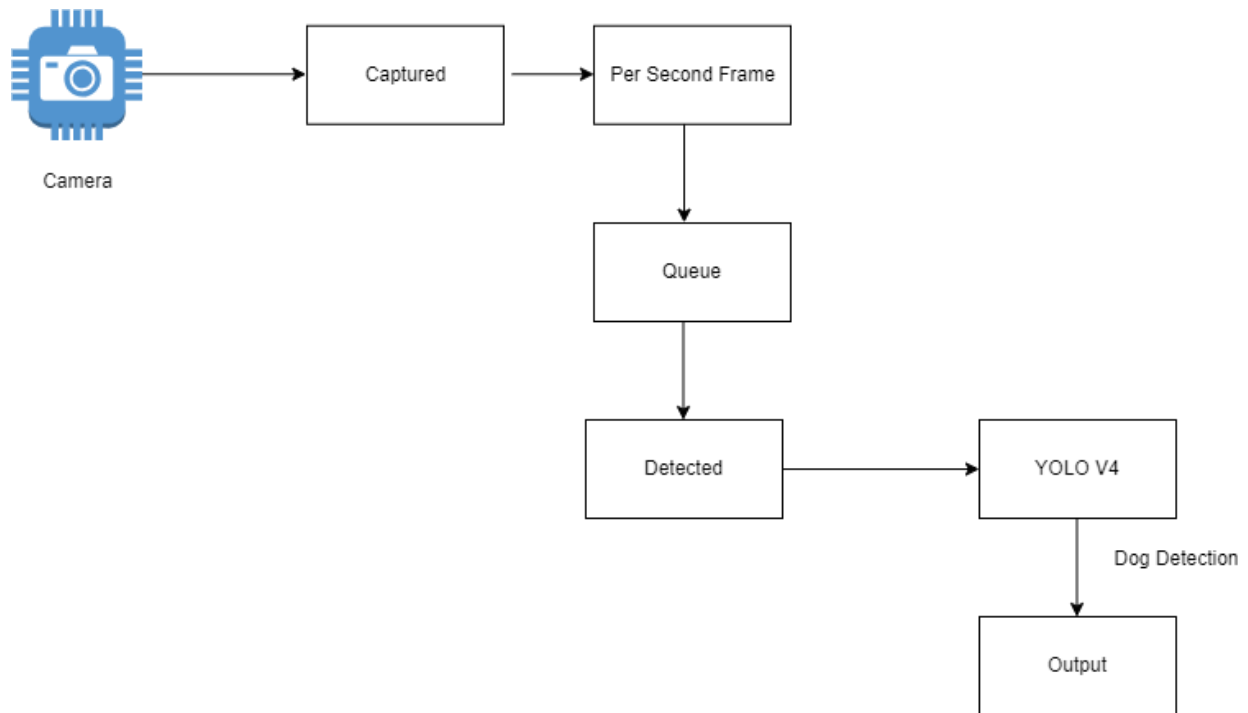 Captured
Per Second Frame
Camera
Queue
Detected
YOLO V4
Dog Detection
Output